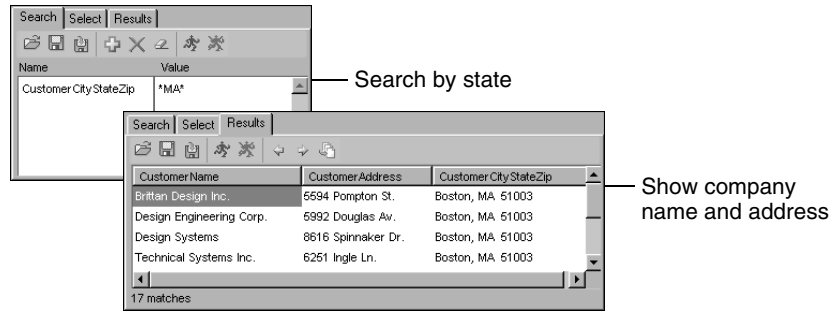 Search Select Results
Name Value
CustomerCityStateZip *MA*
Search by state
Search Select Results
CustomerName CustomerAddress CustomerCityStateZip
Brittan Design Inc. 5594 Pompton St. Boston, MA 51003
Design Engineering Corp. 5992 Douglas Av. Boston, MA 51003
Design Systems 8616 Spinnaker Dr. Boston, MA 51003
Technical Systems Inc. 6251 Ingle Ln. Boston, MA 51003
17 matches
Show company
name and address